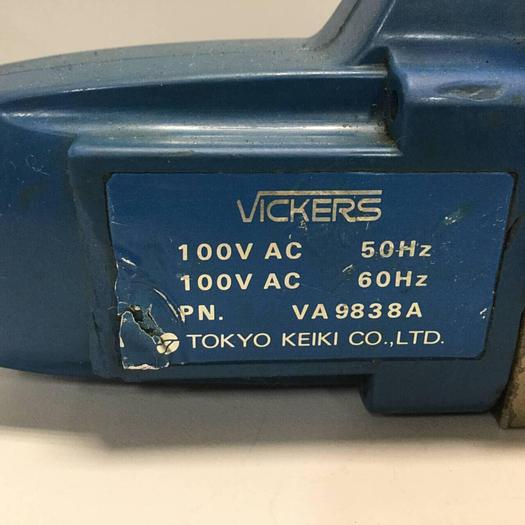 VICKERS
100V AC 50Hz
100V AC 60Hz
PN. VA9838A
TOKYO KEIKI CO.,LTD.